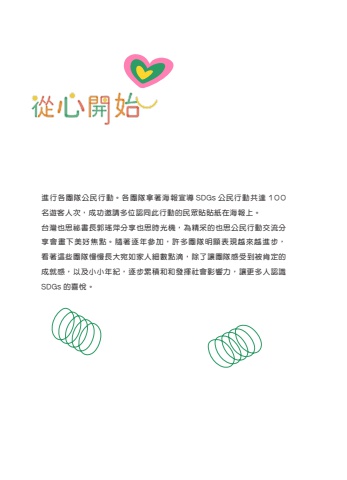 從心開始
進行各團隊公民行動。各團隊拿著海報宣導 SDGs 公民行動共達 100
名遊客人次，成功邀請多位認同此行動的民眾貼貼紙在海報上。
台灣也思祕書長郭瑤萍分享也思時光機，為精采的也思公民行動交流分
享會畫下美好焦點。隨著逐年參加，許多團隊明顯表現越來越進步，
看著這些團隊慢慢長大宛如家人細數點滴，除了讓團隊感受到被肯定的
成就感，以及小小年紀，逐步累積和和發揮社會影響力，讓更多人認識
SDGs 的喜悅。